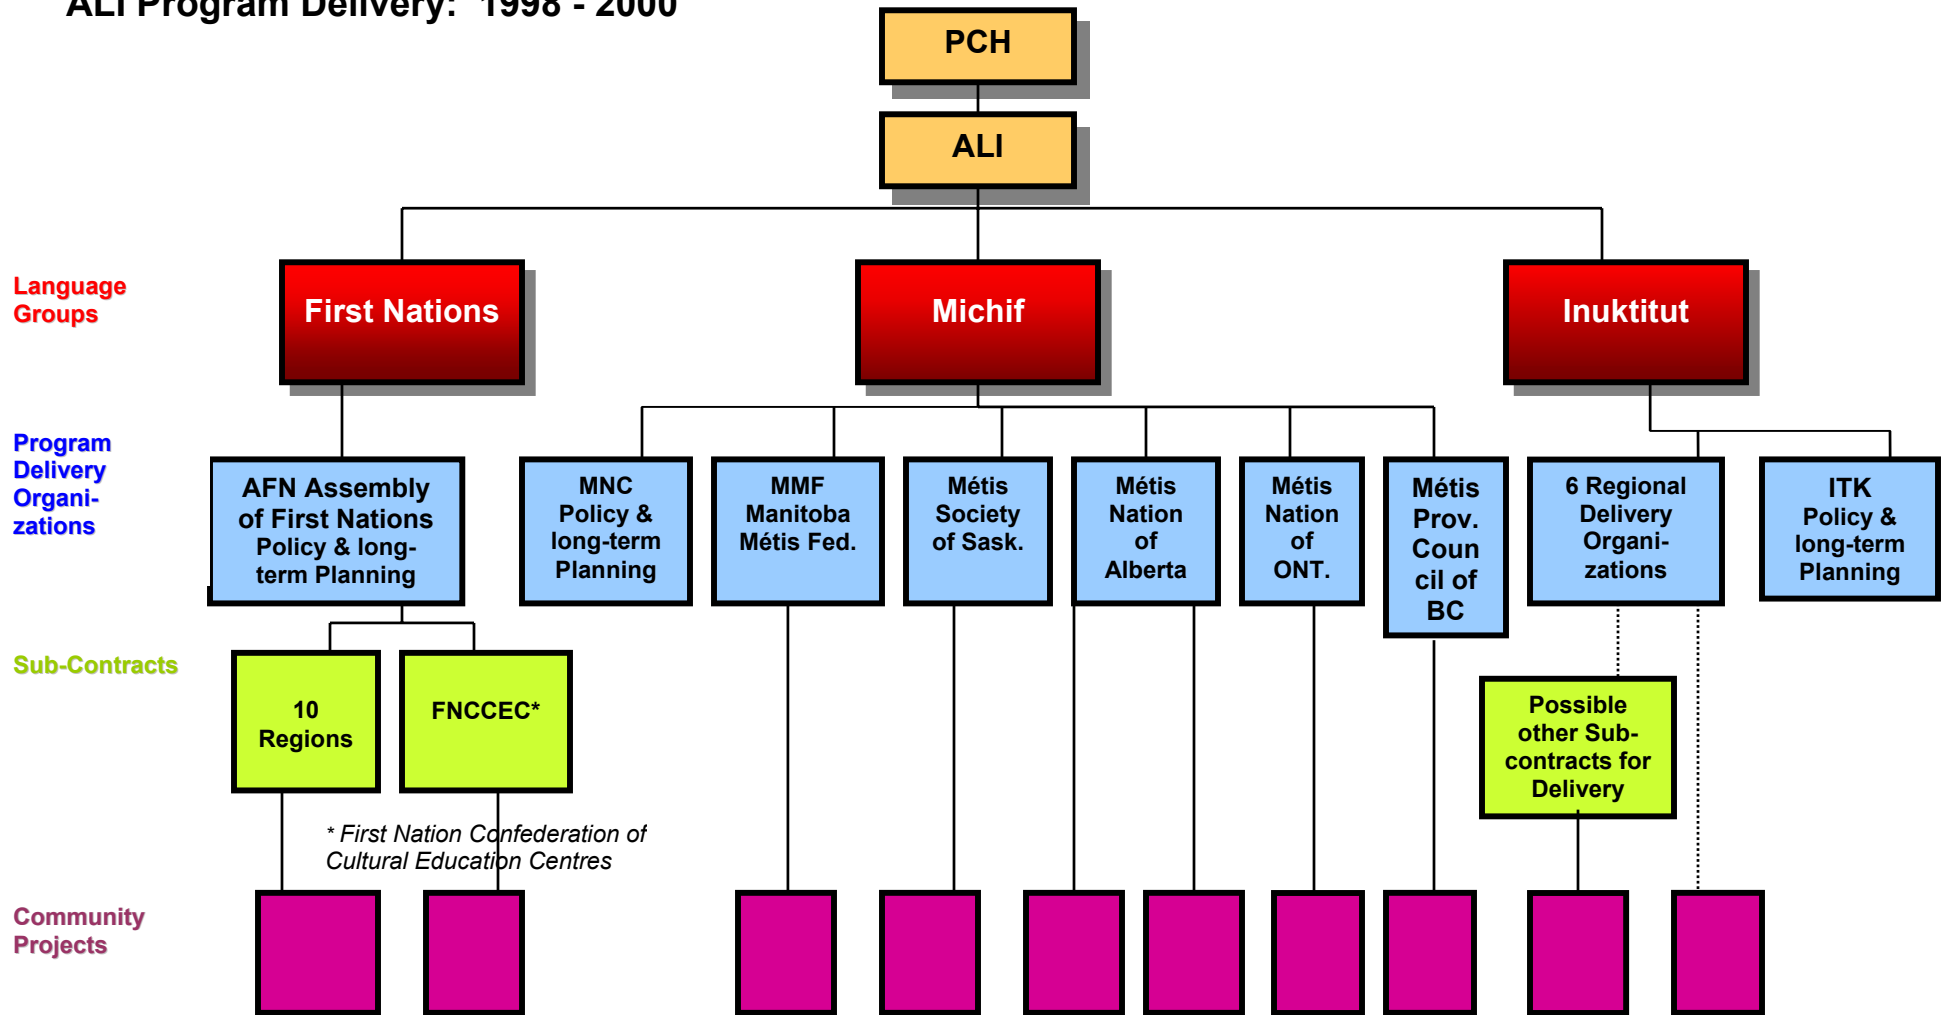 ALI Program Delivery: 1998 - 2000
PCH
ALI
Language
Groups
First Nations
Michif
Inuktitut
Program
Delivery
Organi-
zations
AFN Assembly
of First Nations
Policy & long-
term Planning
MNC
Policy &
long-term
Planning
MMF
Manitoba
Métis Fed.
Métis
Society
of Sask.
Métis
Nation
of
Alberta
Métis
Nation
of
ONT.
Métis
Prov.
Coun
cil of
BC
6 Regional
Delivery
Organi-
zations
ITK
Policy &
long-term
Planning
Sub-Contracts
10
Regions
FNCCEC*
Possible
other Sub-
contracts for
Delivery
* First Nation Confederation of
Cultural Education Centres
Community
Projects